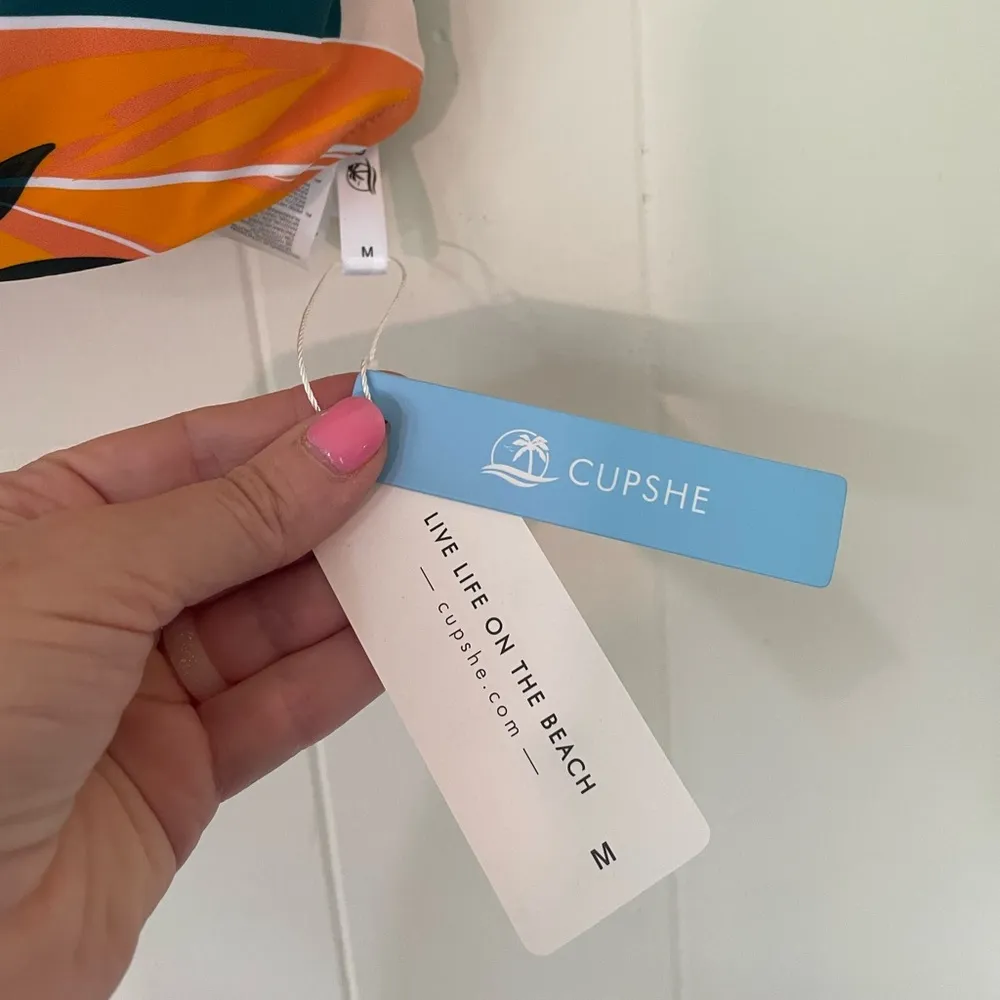 M
CUPSHE
LIVE LIFE ON THE BEACH
— cupshe.com —
M